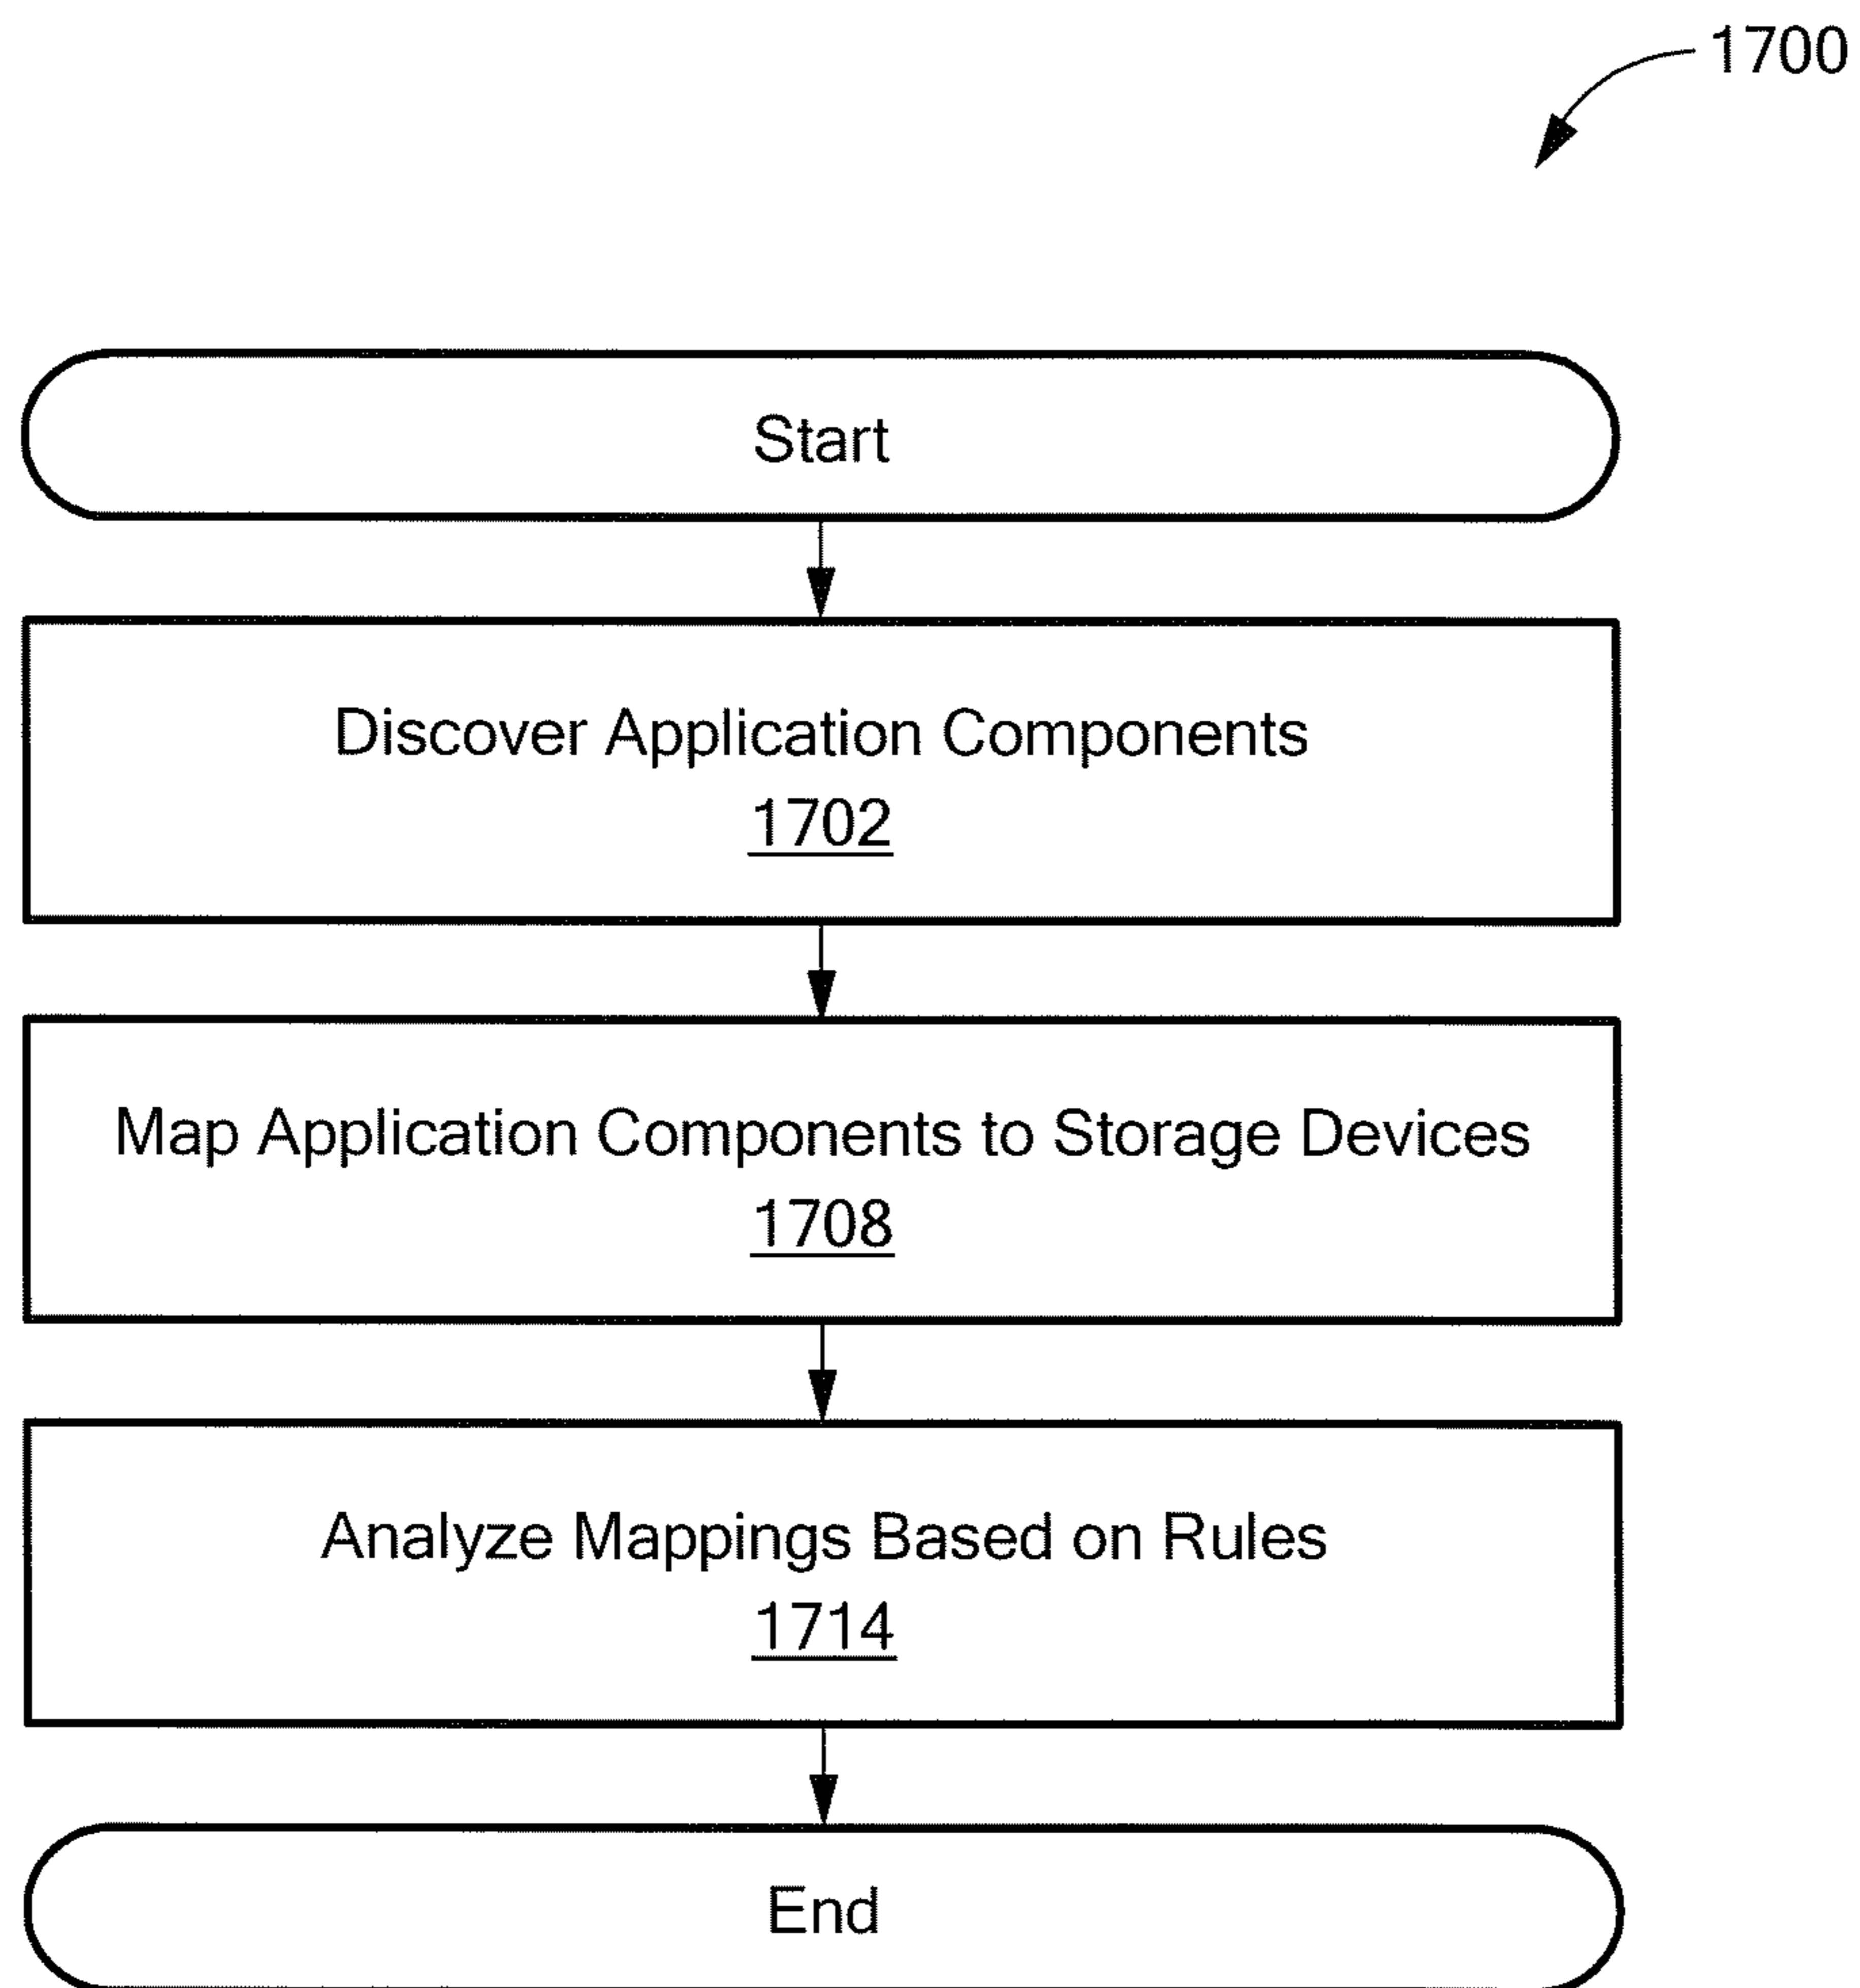 1700
Start
Discover Application Components
1702
Map Application Components to Storage Devices
1708
Analyze Mappings Based on Rules
1714
End